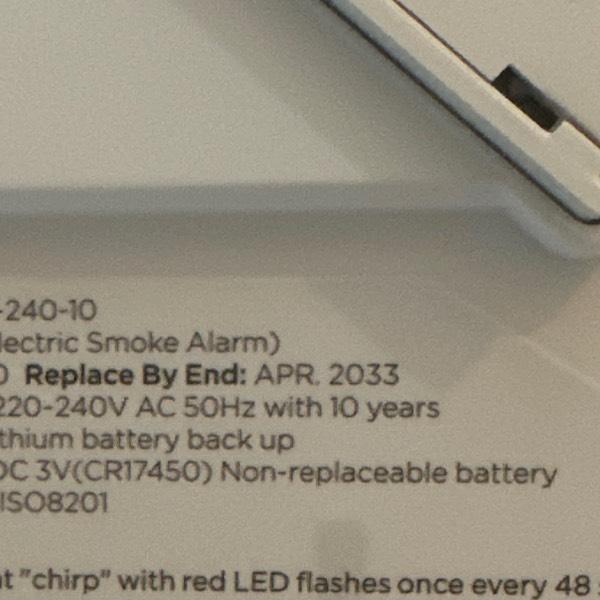 -240-10
lectric Smoke Alarm)
Replace By End: APR. 2033
220-240V AC 50Hz with 10 years
thium battery back up
DC 3V(CR17450) Non-replaceable battery
ISO8201
at "chirp" with red LED flashes once every 48